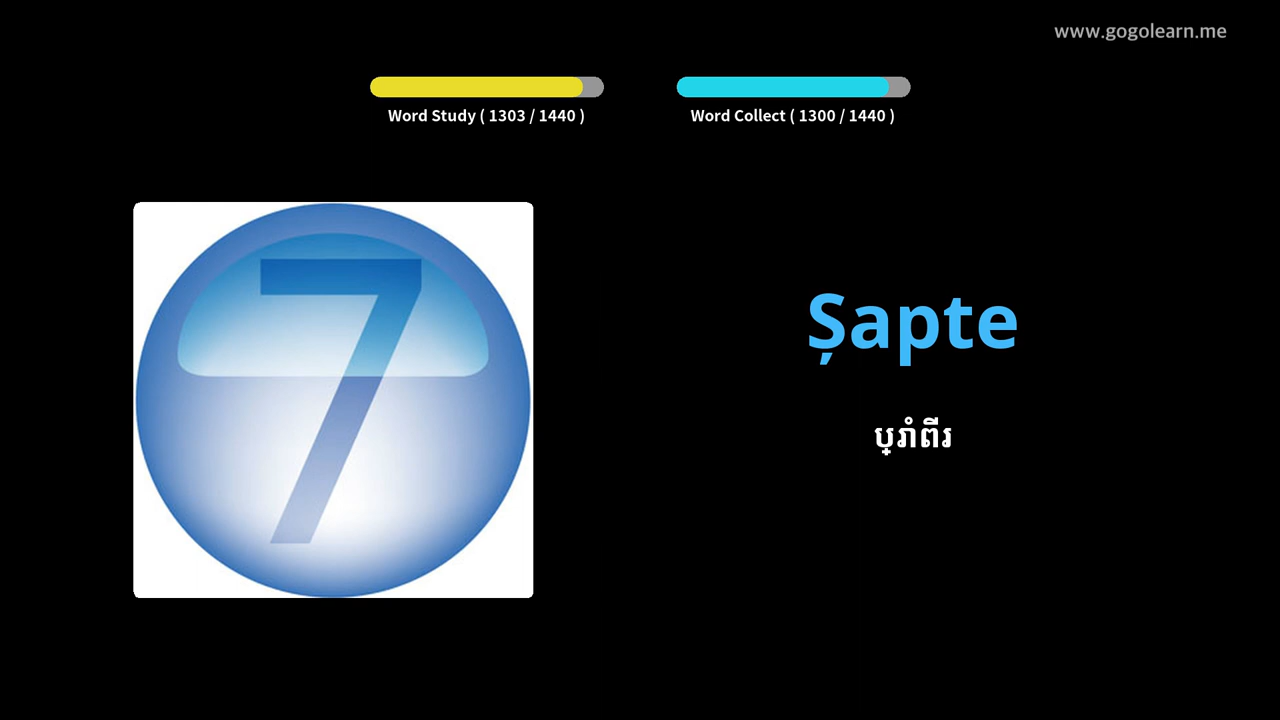 www.gogolearn.me
Word Study ( 1303 / 1440 )
Word Collect ( 1300 / 1440 )
7
Șapte
ប្រាំពីរ